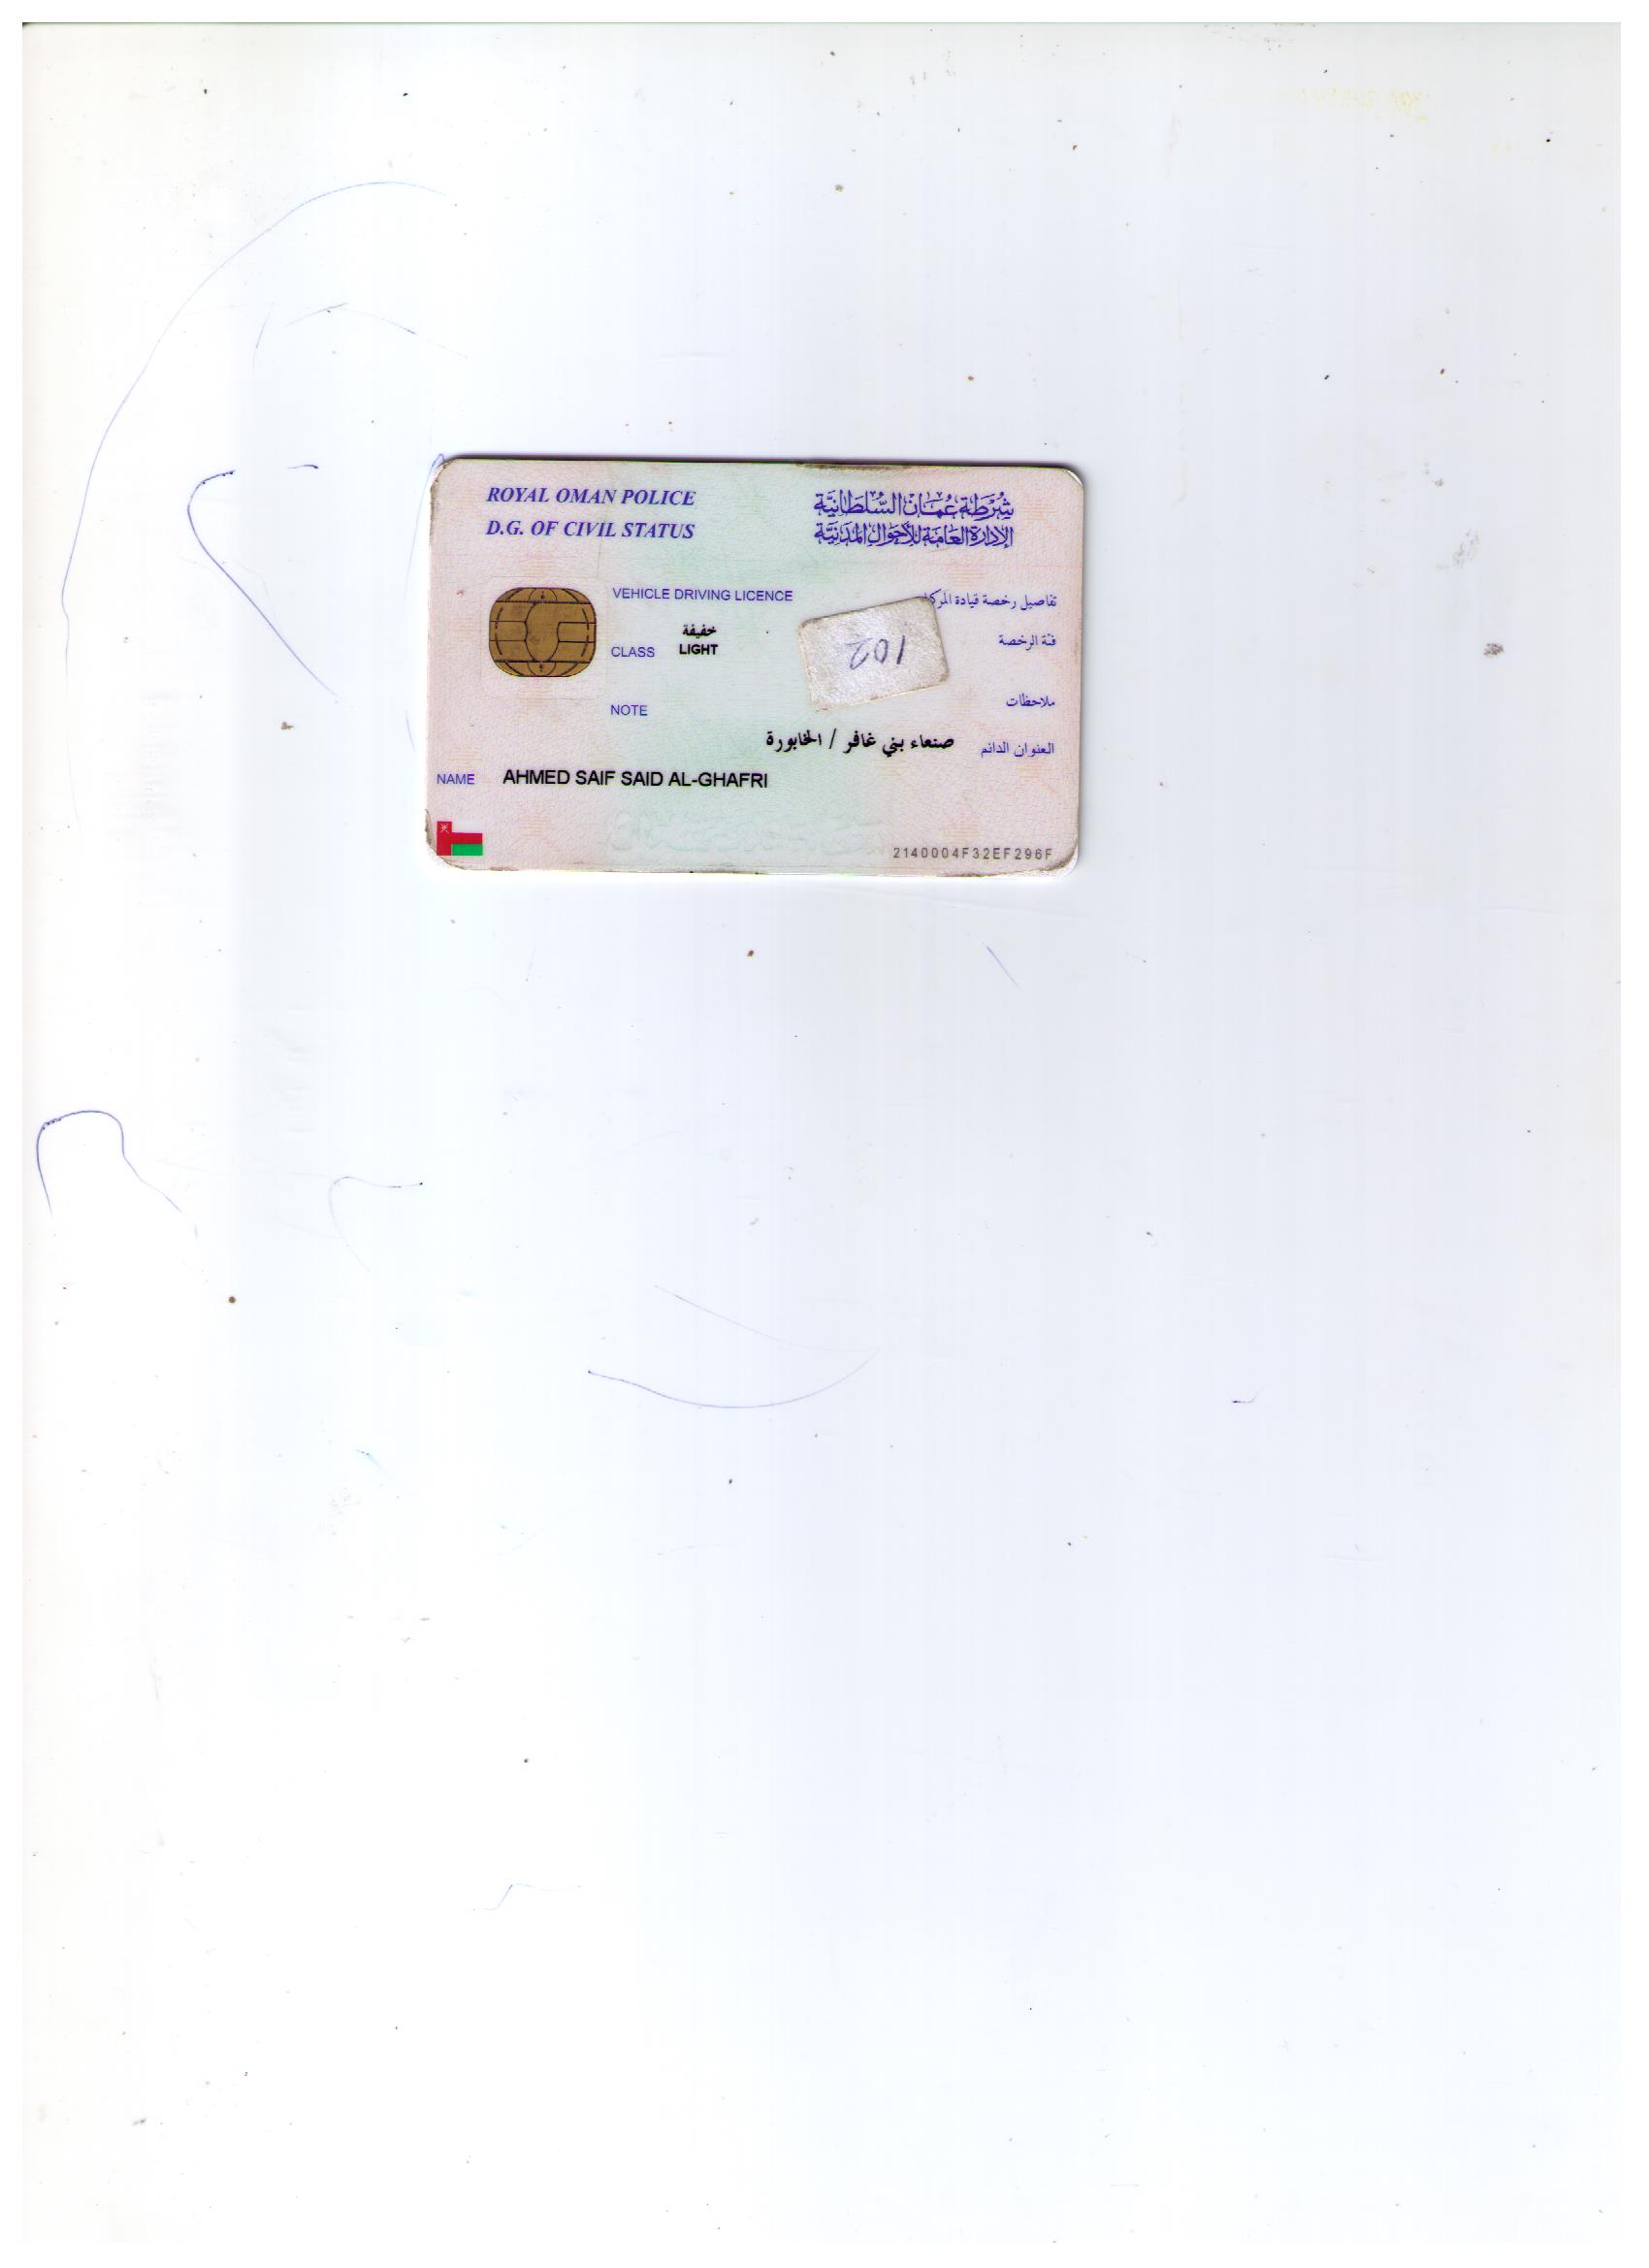 ROYAL OMAN POLICE
شرطة عمان السلطانية
D.G. OF CIVIL STATUS
الإدارة العامة للأحوال المدنية
VEHICLE DRIVING LICENCE
تفاصيل رخصة قيادة
خفيفة
CLASS LIGHT
فئة الرخصة
102
NOTE
ملاحظات
العنوان الدائم صنعاء بني غافر / الخابورة
NAME AHMED SAIF SAID AL-GHAFRI
2140004F32EF296F